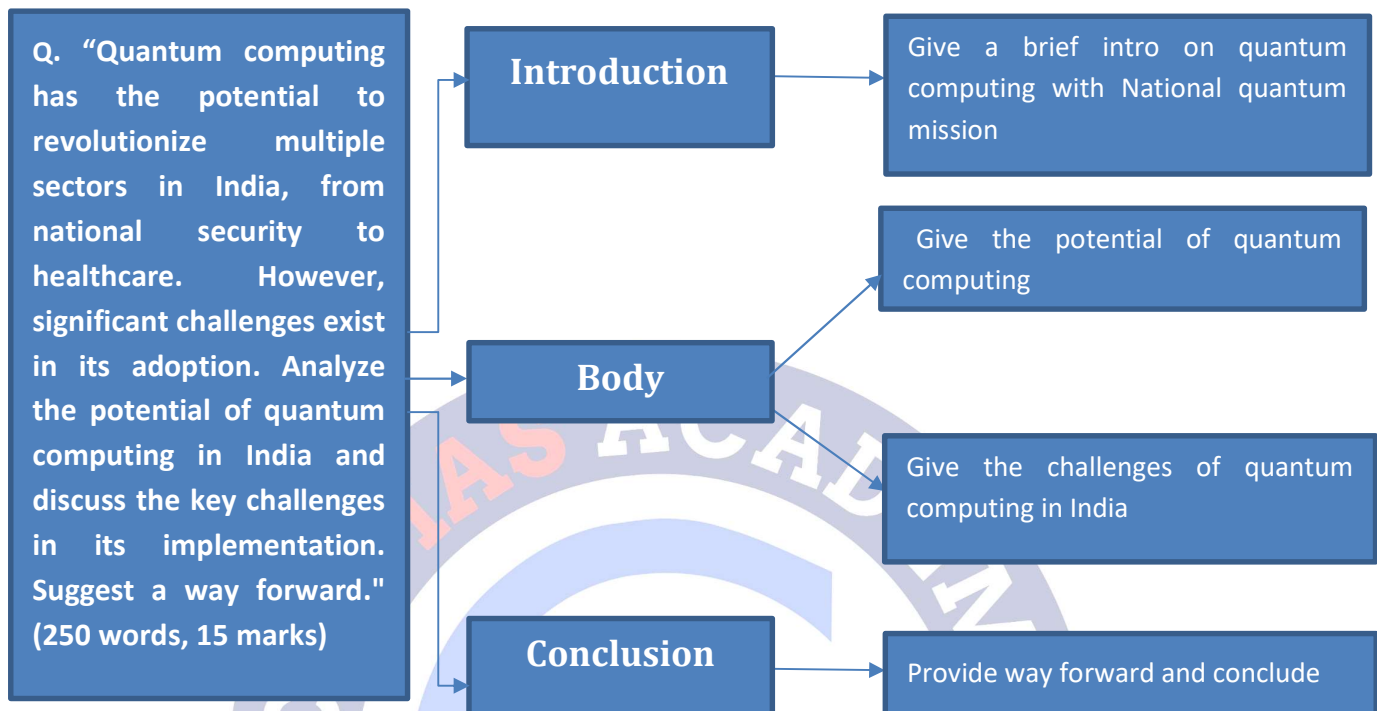 Q. “Quantum computing
has the potential to
revolutionize multiple
sectors in India, from
national security to
healthcare. However,
significant challenges exist
in its adoption. Analyze
the potential of quantum
computing in India and
discuss the key challenges
in its implementation.
Suggest a way forward."
(250 words, 15 marks)
Introduction
Give a brief intro on quantum
computing with National quantum
mission
Body
Give the potential of quantum
computing
Give the challenges of quantum
computing in India
Conclusion
Provide way forward and conclude
IAS ACADEM